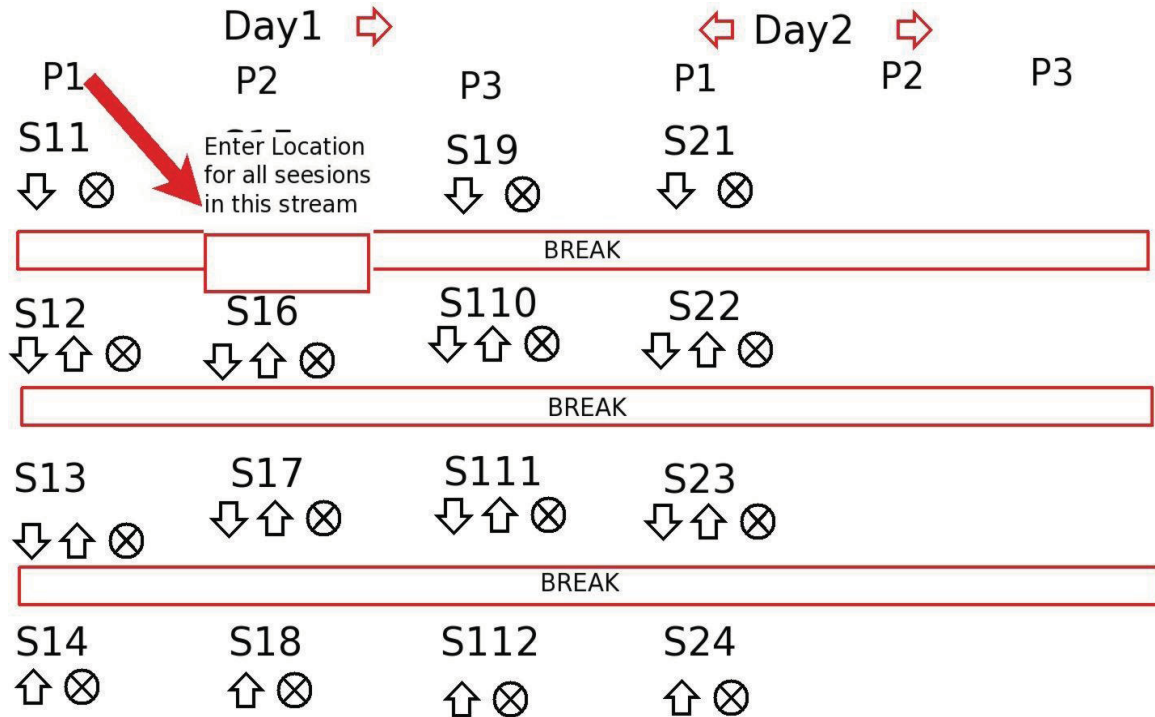 Day1 Day2
P1 P2 P3 P1 P2 P3
S11 S19 S21
Enter Location
for all seesions
in this stream
BREAK
S12 S16 S110 S22
BREAK
S13 S17 S111 S23
BREAK
S14 S18 S112 S24